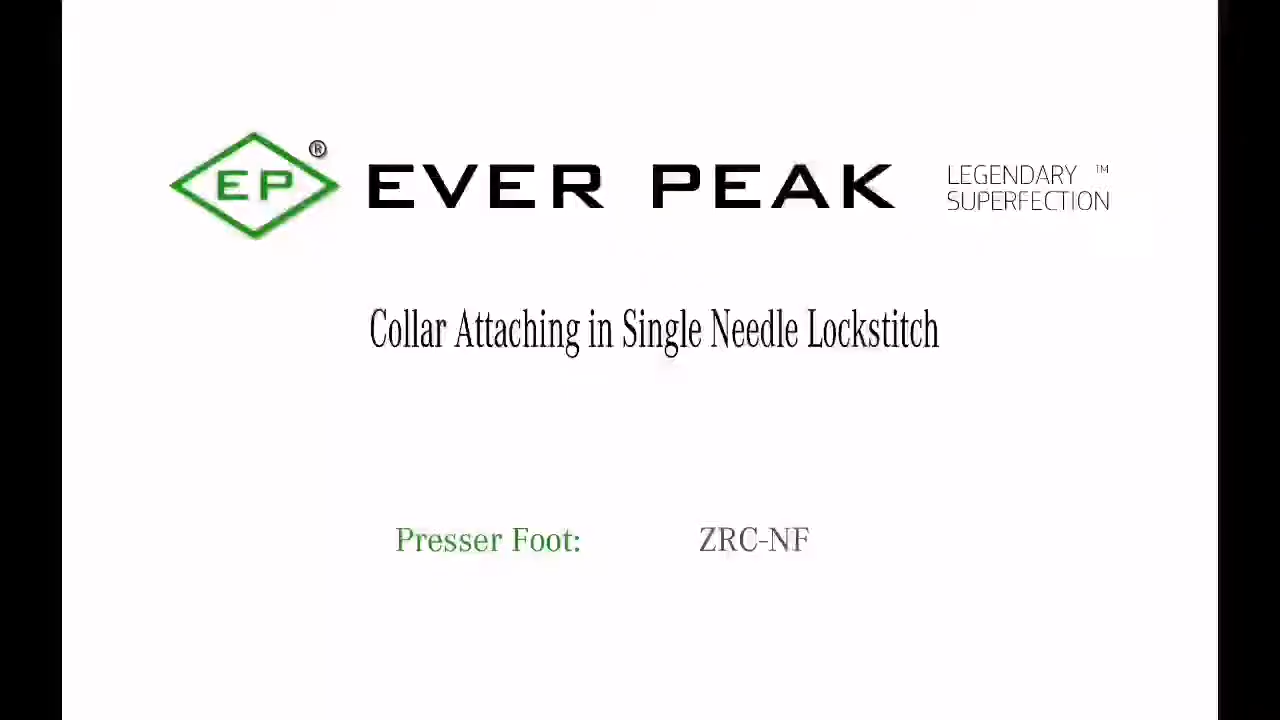 EP ®
EVER PEAK
LEGENDARY ™
SUPERFECTION
Collar Attaching in Single Needle Lockstitch
Presser Foot: ZRC-NF